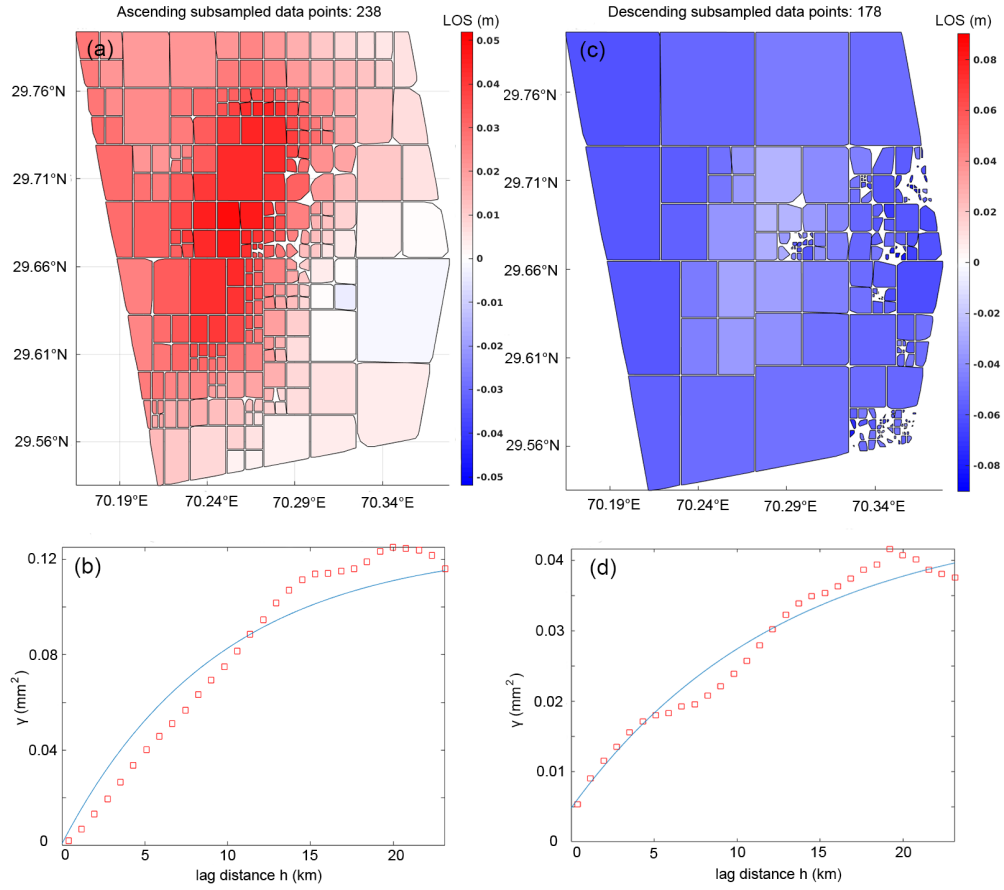 Ascending subsampled data points: 238
LOS (m)
(a)
0.05
0.04
0.03
0.02
0.01
0
-0.01
-0.02
-0.03
-0.04
-0.05
29.76°N
29.71°N
29.66°N
29.61°N
29.56°N
70.19°E
70.24°E
70.29°E
70.34°E
Descending subsampled data points: 178
LOS (m)
(c)
0.08
0.06
0.04
0.02
0
-0.02
-0.04
-0.06
-0.08
29.76°N
29.71°N
29.66°N
29.61°N
29.56°N
70.19°E
70.24°E
70.29°E
70.34°E
(b)
0.12
0.08
0.04
0
γ (mm²)
0
5
10
15
20
lag distance h (km)
(d)
0.04
0.03
0.02
0.01
0
γ (mm²)
0
5
10
15
20
lag distance h (km)